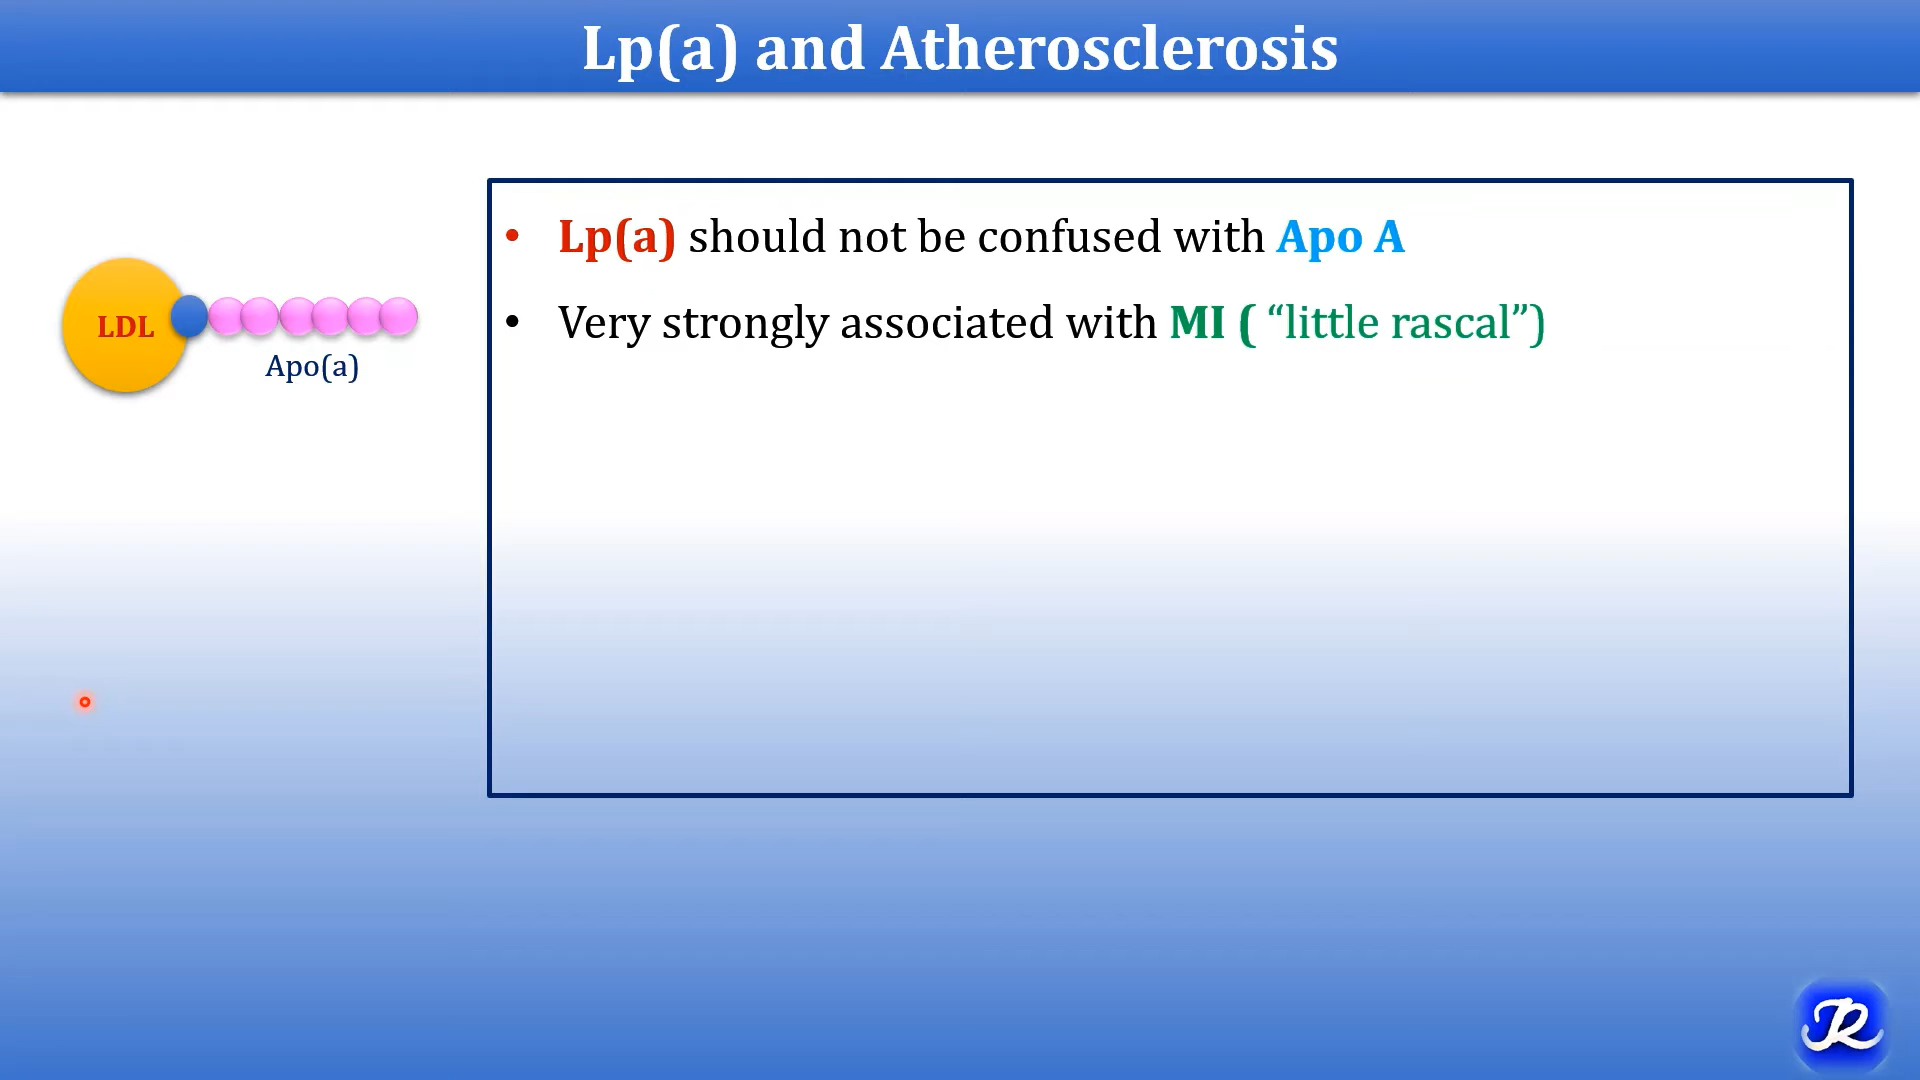 Lp(a) and Atherosclerosis
• Lp(a) should not be confused with Apo A
• Very strongly associated with MI ( “little rascal”)
LDL
Apo(a)
R